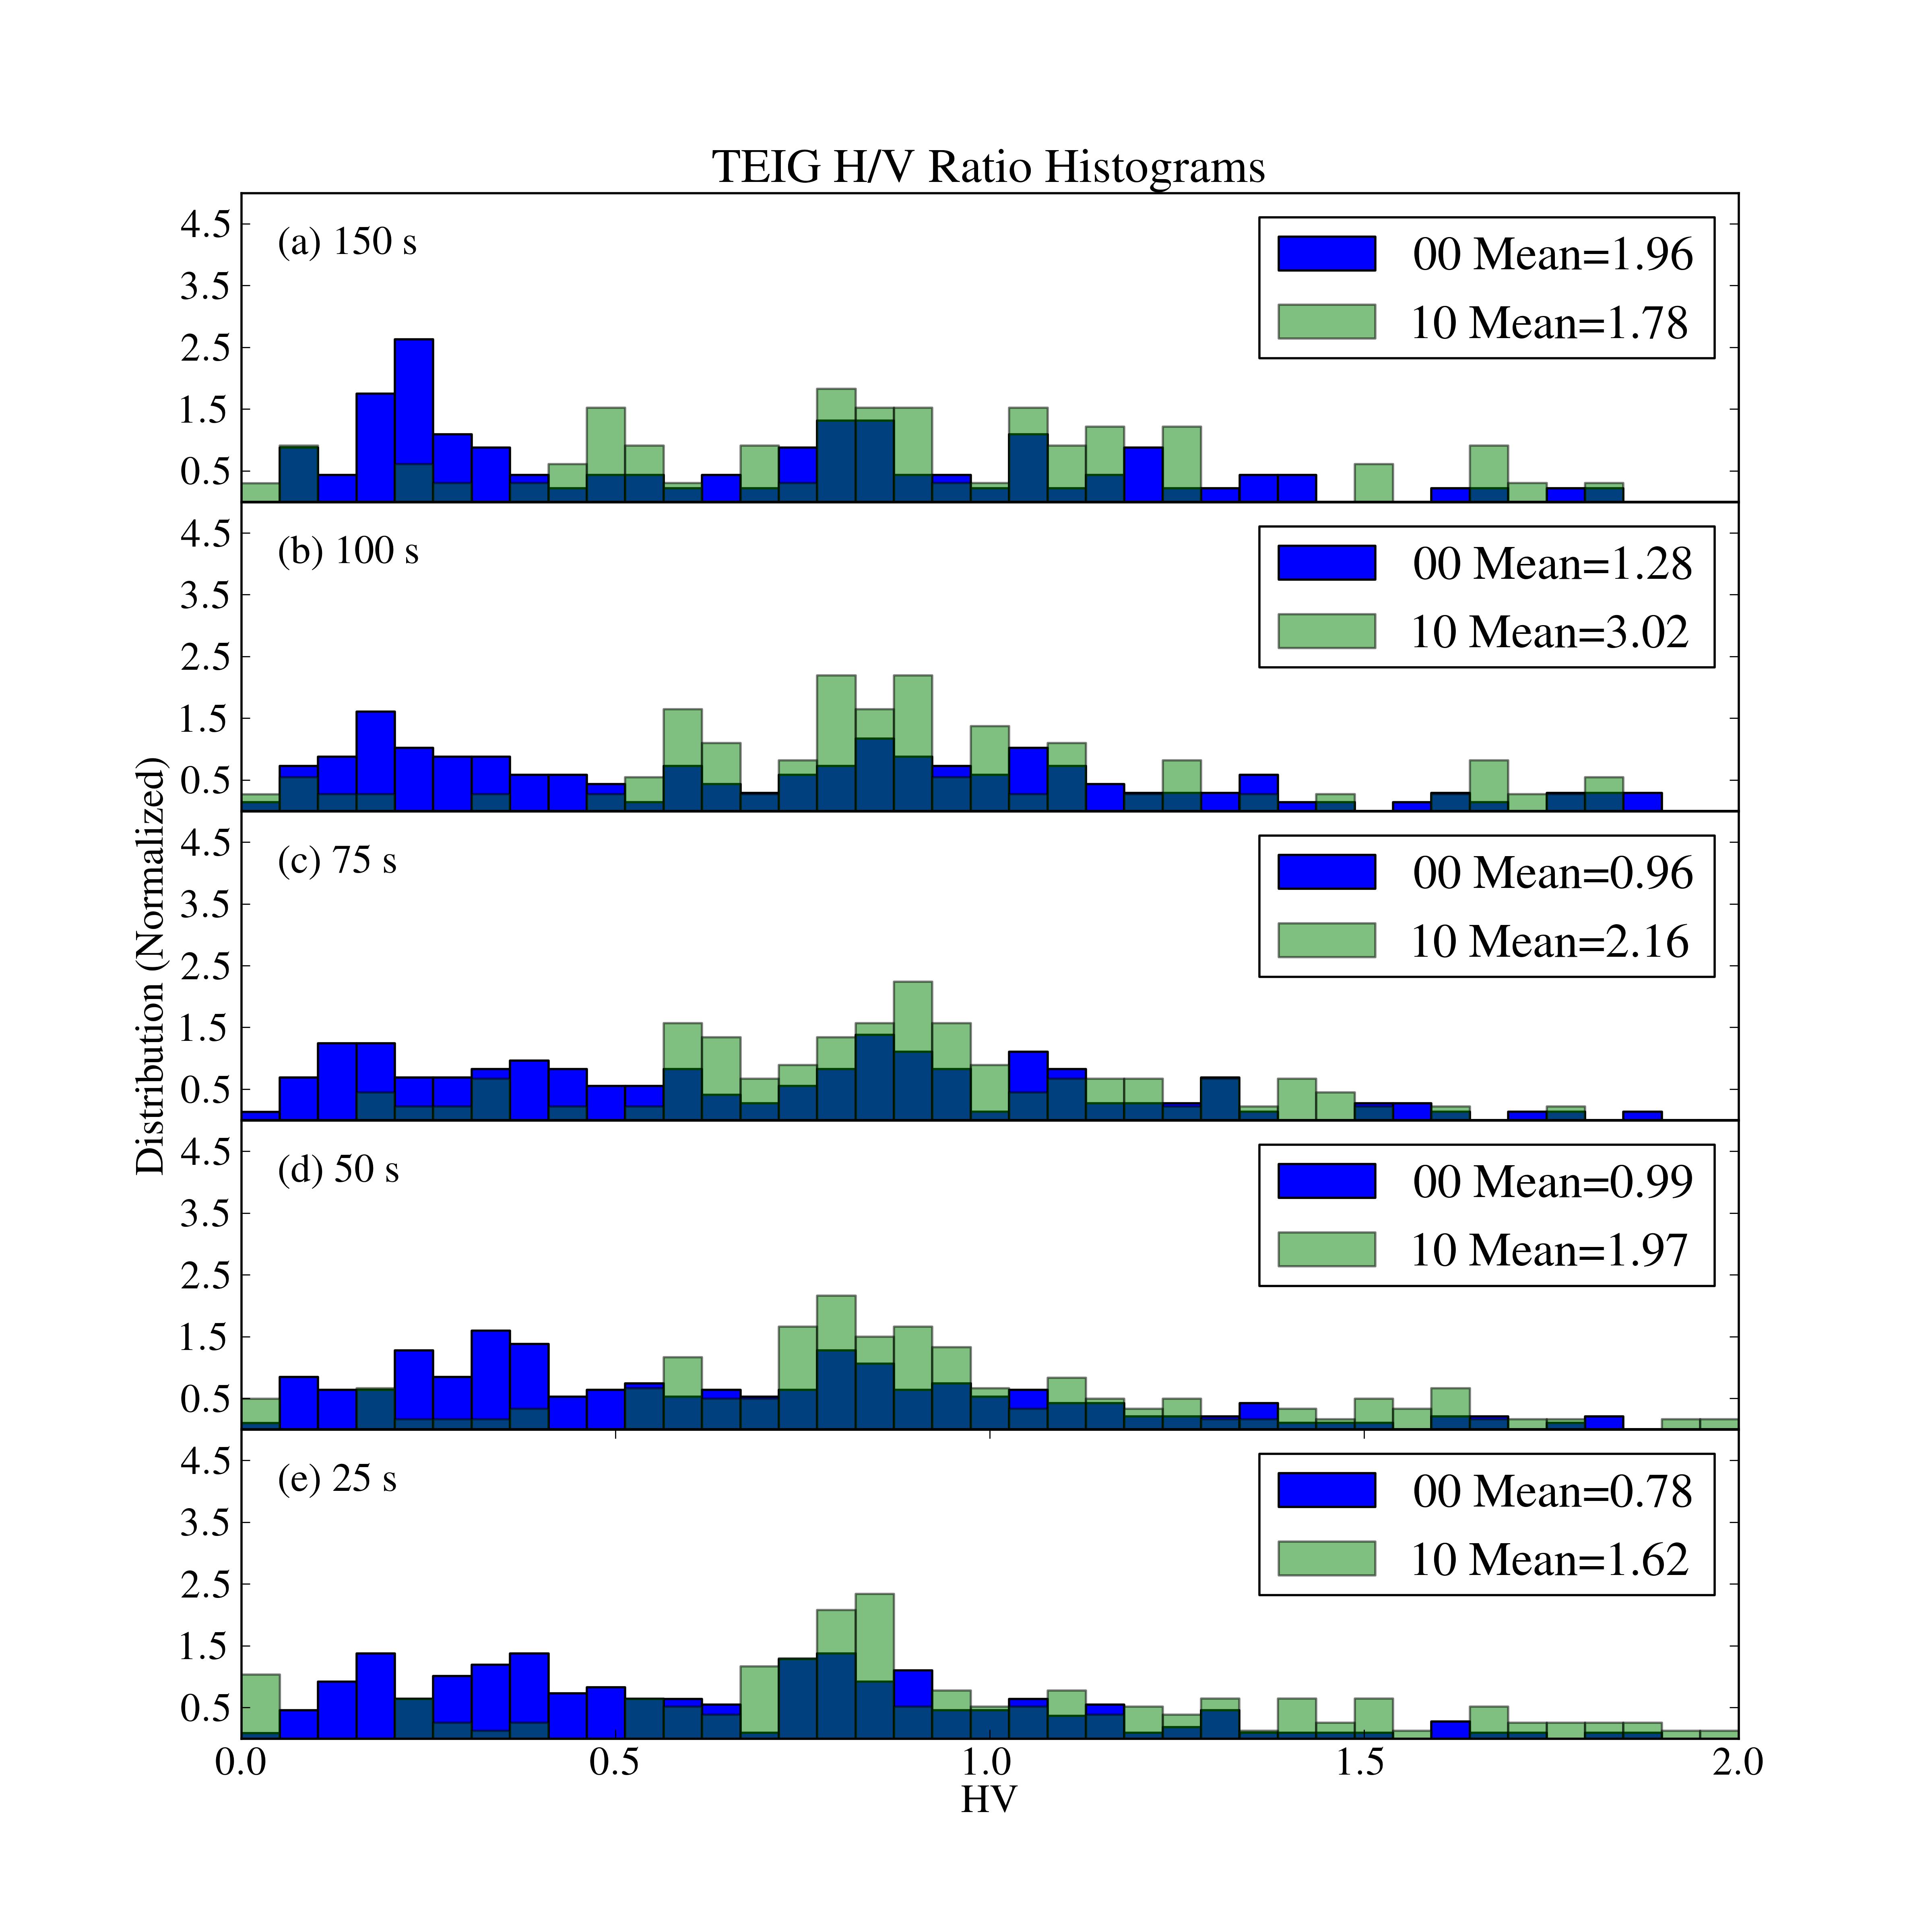 TEIG H/V Ratio Histograms
Distribution (Normalized)
(a) 150 s
00 Mean=1.96
10 Mean=1.78
4.5
3.5
2.5
1.5
0.5
(b) 100 s
00 Mean=1.28
10 Mean=3.02
4.5
3.5
2.5
1.5
0.5
(c) 75 s
00 Mean=0.96
10 Mean=2.16
4.5
3.5
2.5
1.5
0.5
(d) 50 s
00 Mean=0.99
10 Mean=1.97
4.5
3.5
2.5
1.5
0.5
(e) 25 s
00 Mean=0.78
10 Mean=1.62
4.5
3.5
2.5
1.5
0.5
0.0 0.5 1.0 1.5 2.0
HV